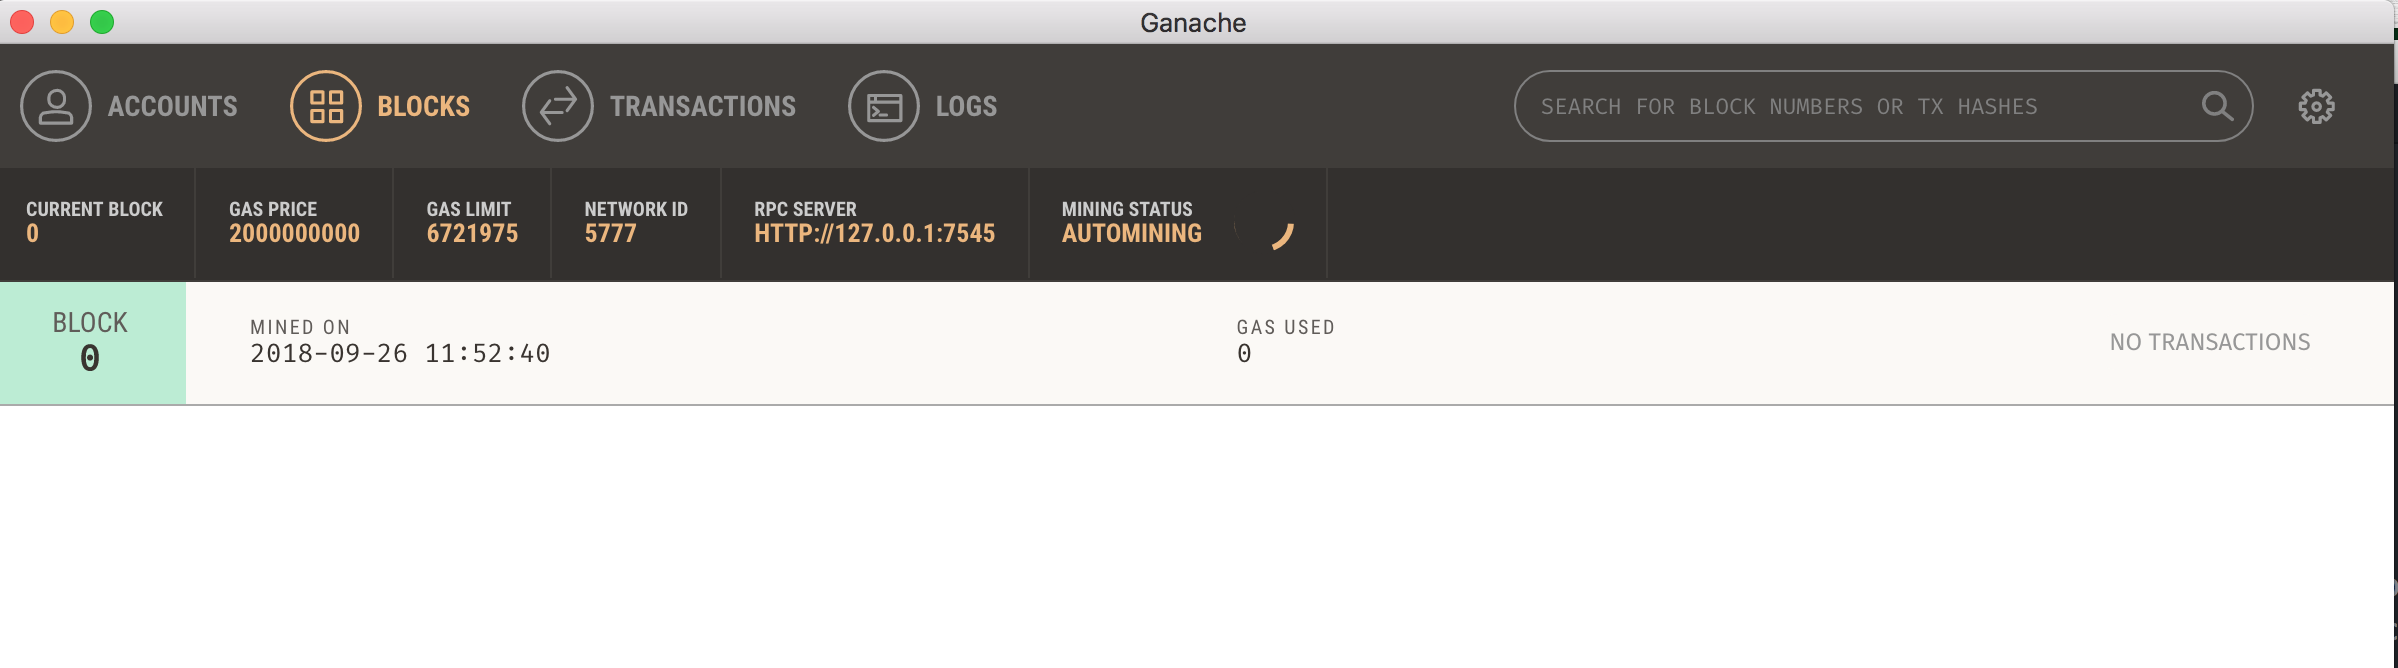 Ganache
ACCOUNTS BLOCKS TRANSACTIONS LOGS SEARCH FOR BLOCK NUMBERS OR TX HASHES
CURRENT BLOCK GAS PRICE GAS LIMIT NETWORK ID RPC SERVER MINING STATUS
0 2000000000 6721975 5777 HTTP://127.0.0.1:7545 AUTOMINING
BLOCK MINED ON GAS USED NO TRANSACTIONS
0 2018-09-26 11:52:40 0